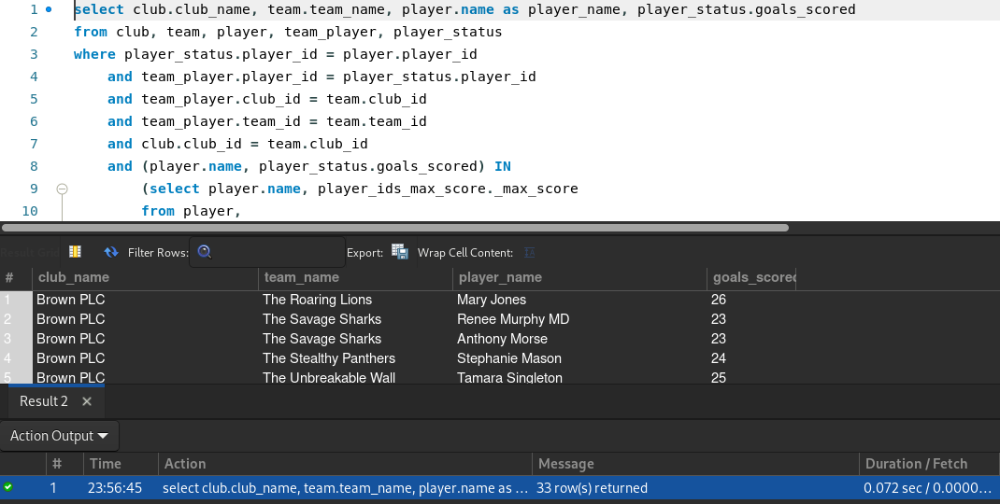 1 select club.club_name, team.team_name, player.name as player_name, player_status.goals_scored
2 from club, team, player, team_player, player_status
3 where player_status.player_id = player.player_id
4 and team_player.player_id = player_status.player_id
5 and team_player.club_id = team.club_id
6 and team_player.team_id = team.team_id
7 and club.club_id = team.club_id
8 and (player.name, player_status.goals_scored) IN
9 (select player.name, player_ids_max_score._max_score
10 from player,
Result Grid Filter Rows: Export: Wrap Cell Content:
# club_name team_name player_name goals_scored
1 Brown PLC The Roaring Lions Mary Jones 26
2 Brown PLC The Savage Sharks Renee Murphy MD 23
3 Brown PLC The Savage Sharks Anthony Morse 23
4 Brown PLC The Stealthy Panthers Stephanie Mason 24
5 Brown PLC The Unbreakable Wall Tamara Singleton 25
Result 2
Action Output
# Time Action Message Duration / Fetch
1 23:56:45 select club.club_name, team.team_name, player.name as ... 33 row(s) returned 0.072 sec / 0.0000...